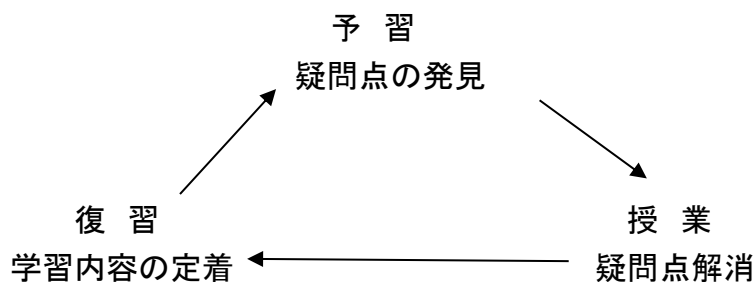 予 習
疑問点の発見
復 習
学習内容の定着
授 業
疑問点解消